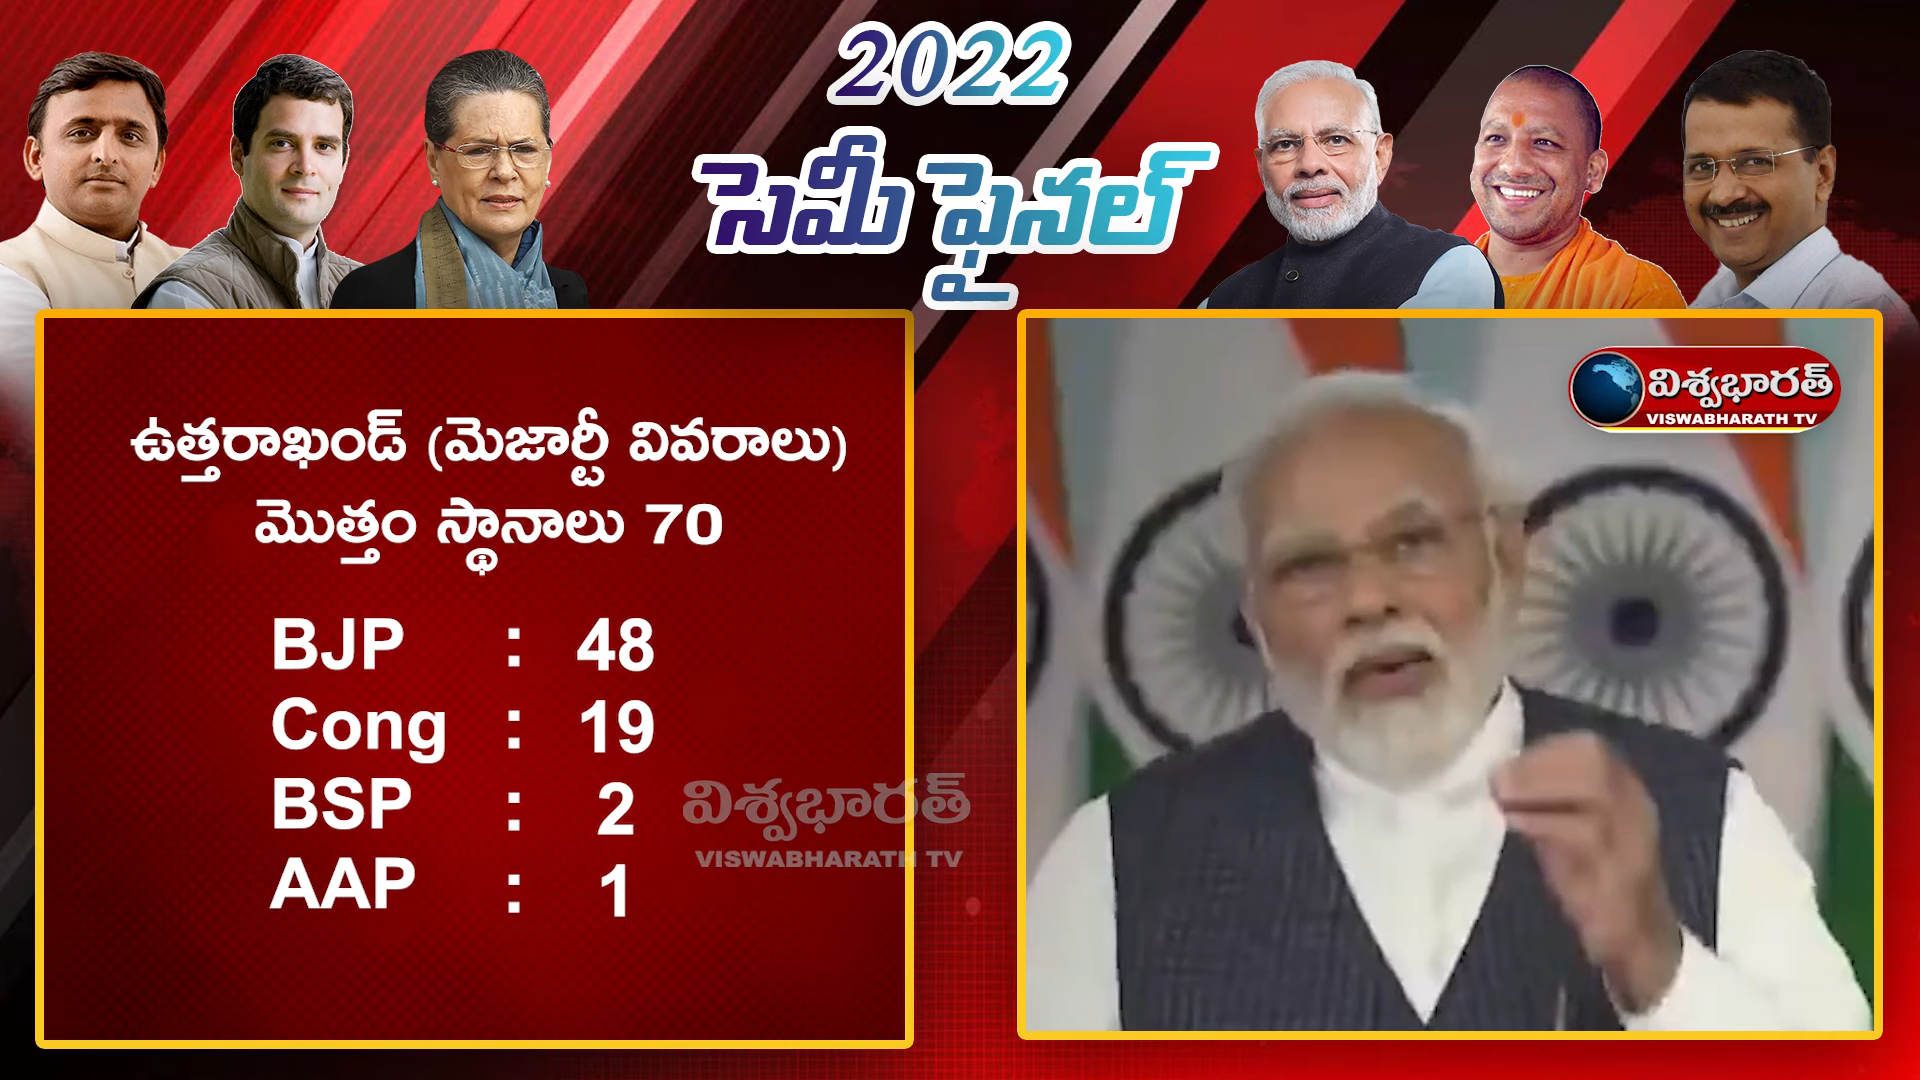 2022
సెమీ ఫైనల్
విశ్వభారత్
VISWABHARATH TV
ఉత్తరాఖండ్ (మెజార్టీ వివరాలు)
మొత్తం స్థానాలు 70
BJP : 48
Cong : 19
BSP : 2
AAP : 1
విశ్వభారత్
VISWABHARATH TV